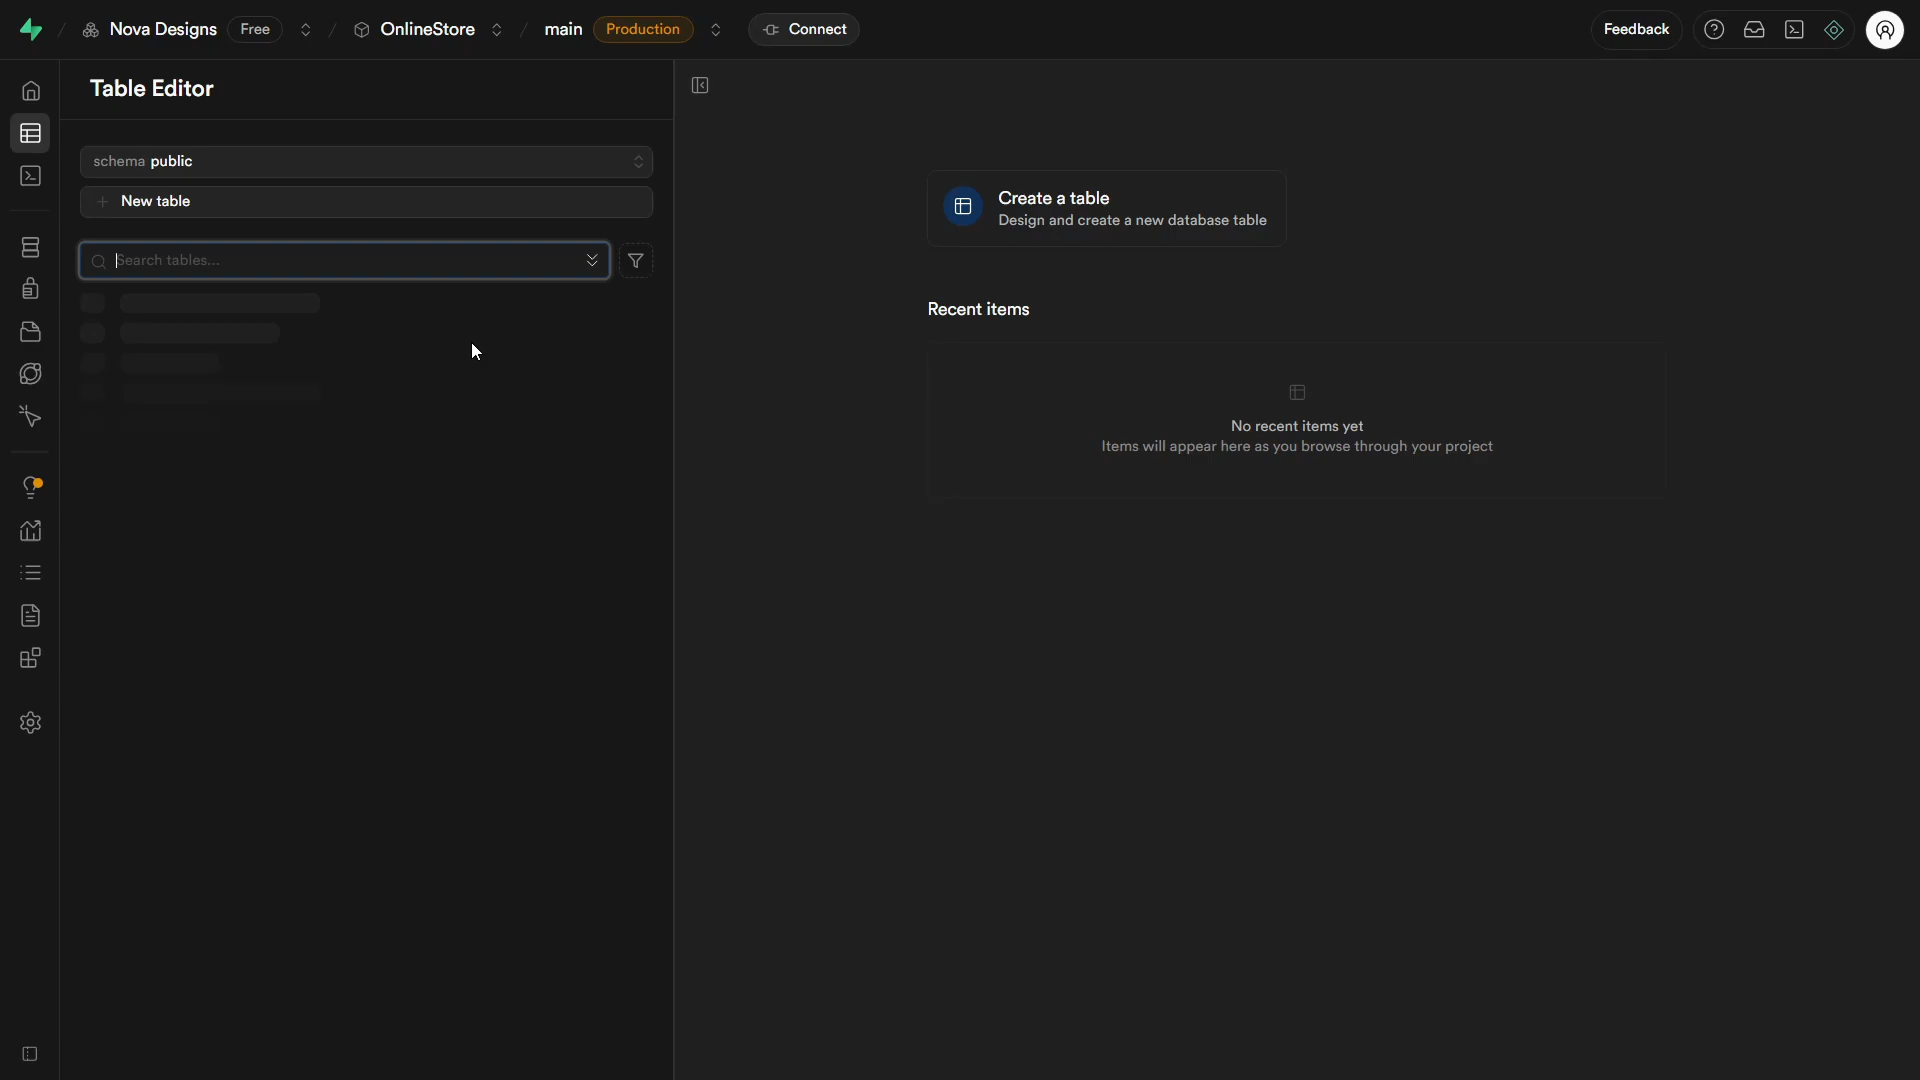 Nova Designs Free OnlineStore main Production Connect Feedback
Table Editor
schema public
New table
Search tables...
Create a table
Design and create a new database table
Recent items
No recent items yet
Items will appear here as you browse through your project